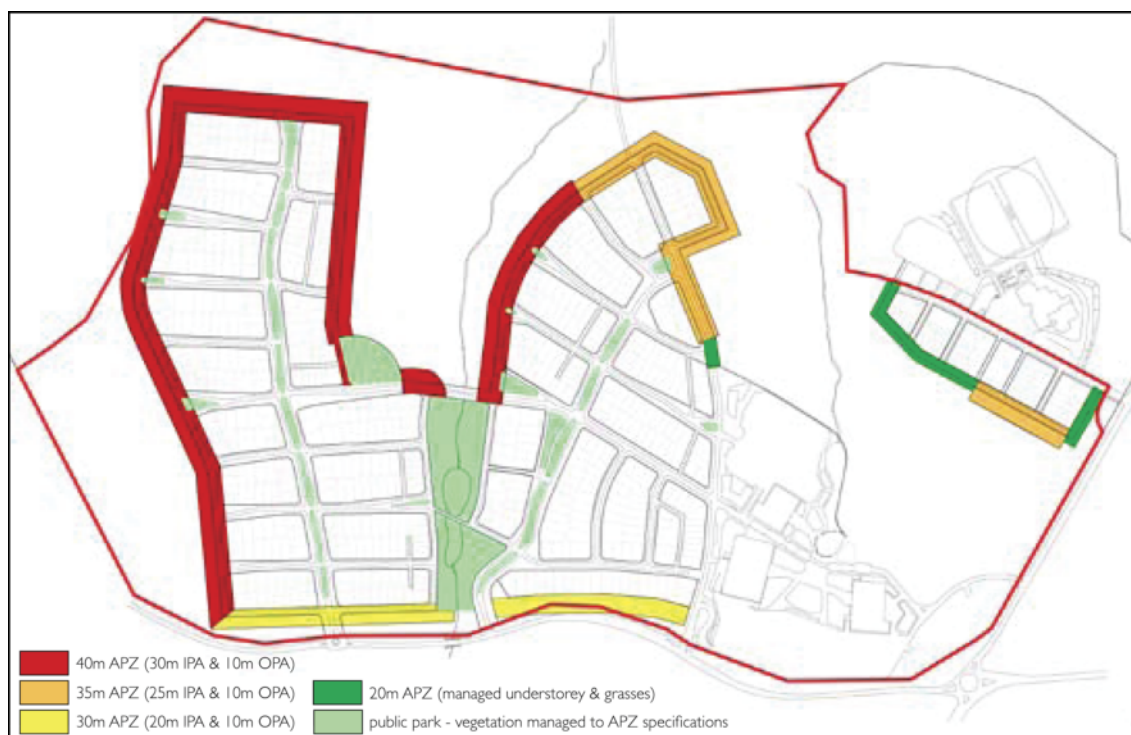 40m APZ (30m IPA & 10m OPA)
35m APZ (25m IPA & 10m OPA)
30m APZ (20m IPA & 10m OPA)
20m APZ (managed understorey & grasses)
public park - vegetation managed to APZ specifications